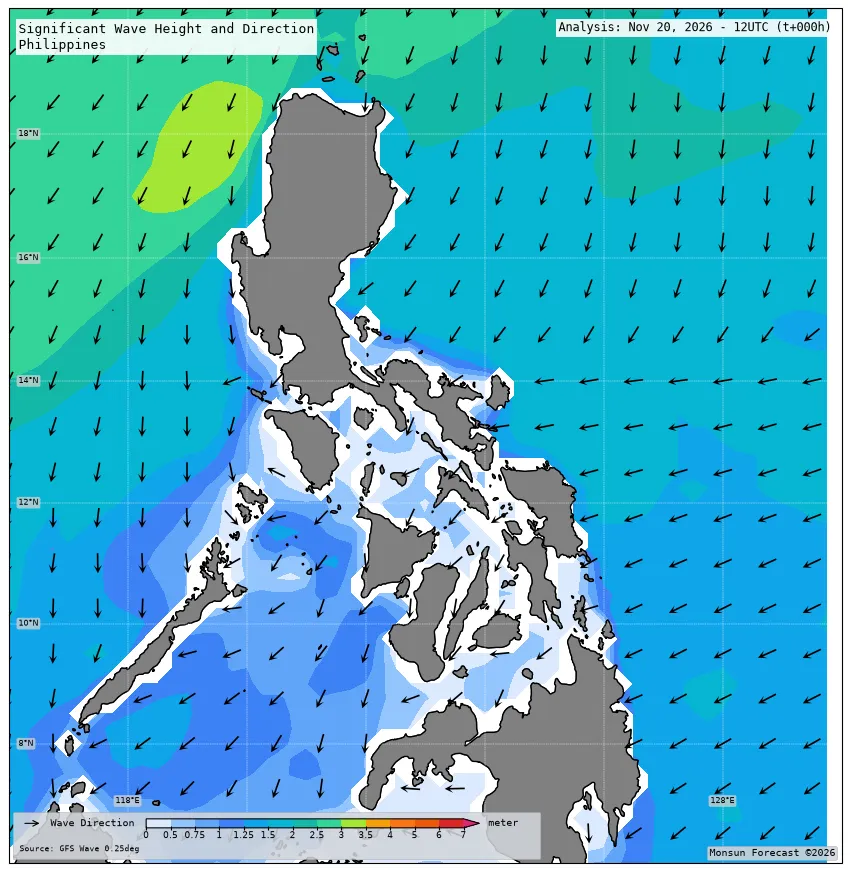 Significant Wave Height and Direction
Philippines
Analysis: Nov 20, 2026 - 12UTC (t+000h)
18°N
16°N
14°N
12°N
10°N
8°N
118°E
128°E
Wave Direction
meter
0 0.5 0.75 1 1.25 1.5 2 2.5 3 3.5 4 5 6 7
Source: GFS Wave 0.25deg
Monsun Forecast ©2026